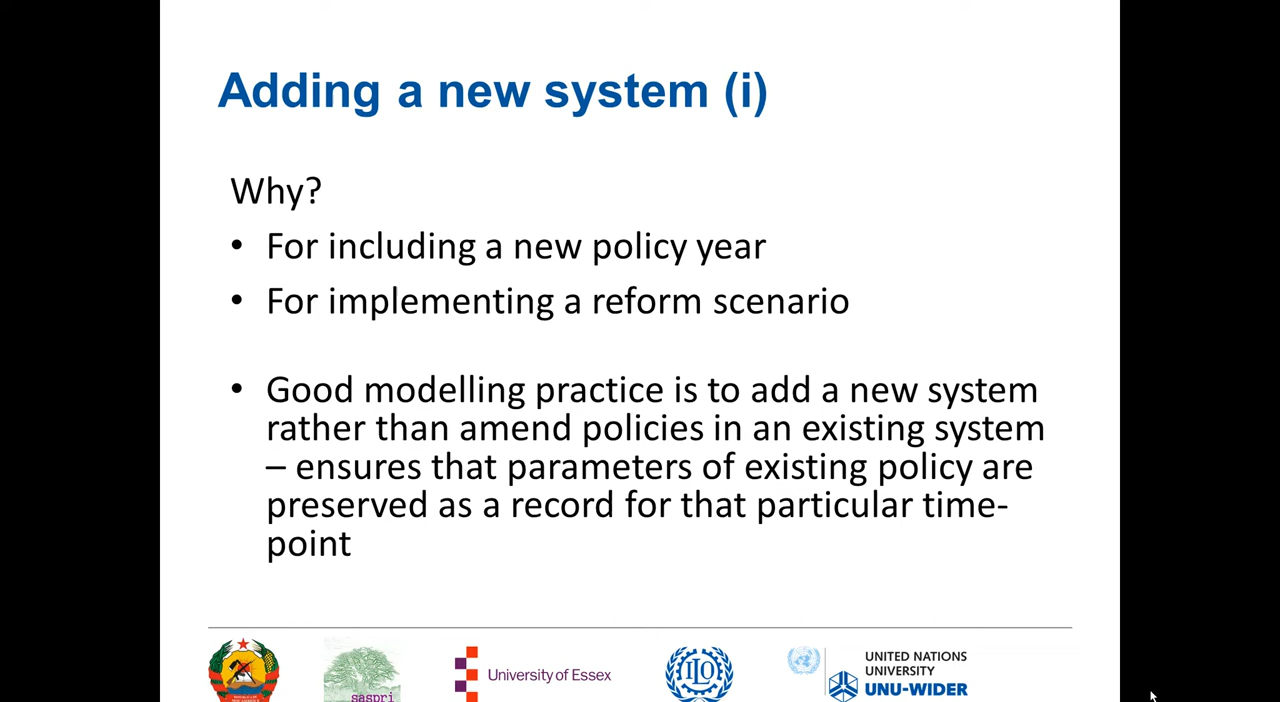 Adding a new system (i)
Why?
• For including a new policy year
• For implementing a reform scenario
• Good modelling practice is to add a new system
rather than amend policies in an existing system
– ensures that parameters of existing policy are
preserved as a record for that particular time-
point
saspri
University of Essex
ILO
UNITED NATIONS
UNIVERSITY
UNU-WIDER